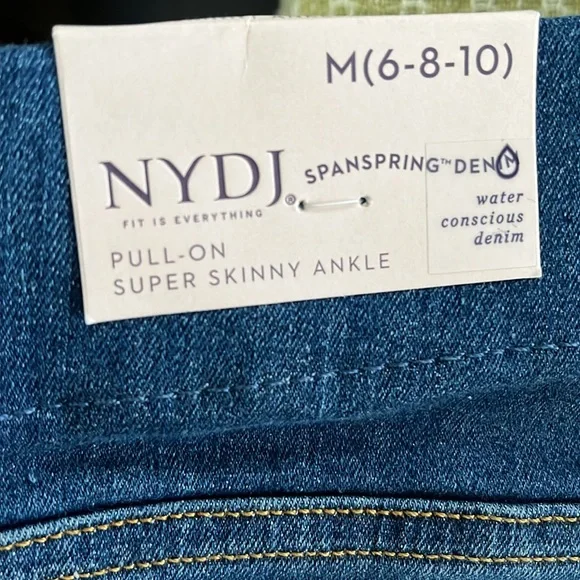 M(6-8-10)
NYDJ®
FIT IS EVERYTHING
SPANSPRING™ DEN
water
conscious
denim
PULL-ON
SUPER SKINNY ANKLE